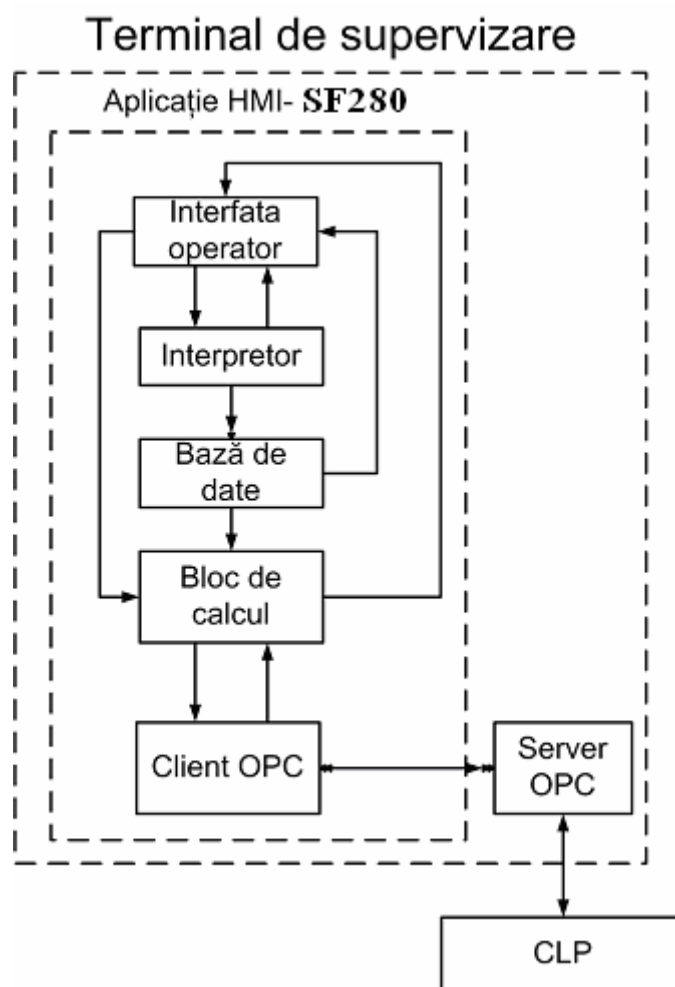 Terminal de supervizare
Aplicație HMI- SF280
Interfata
operator
Interpretor
Bază de
date
Bloc de
calcul
Client OPC
Server
OPC
CLP